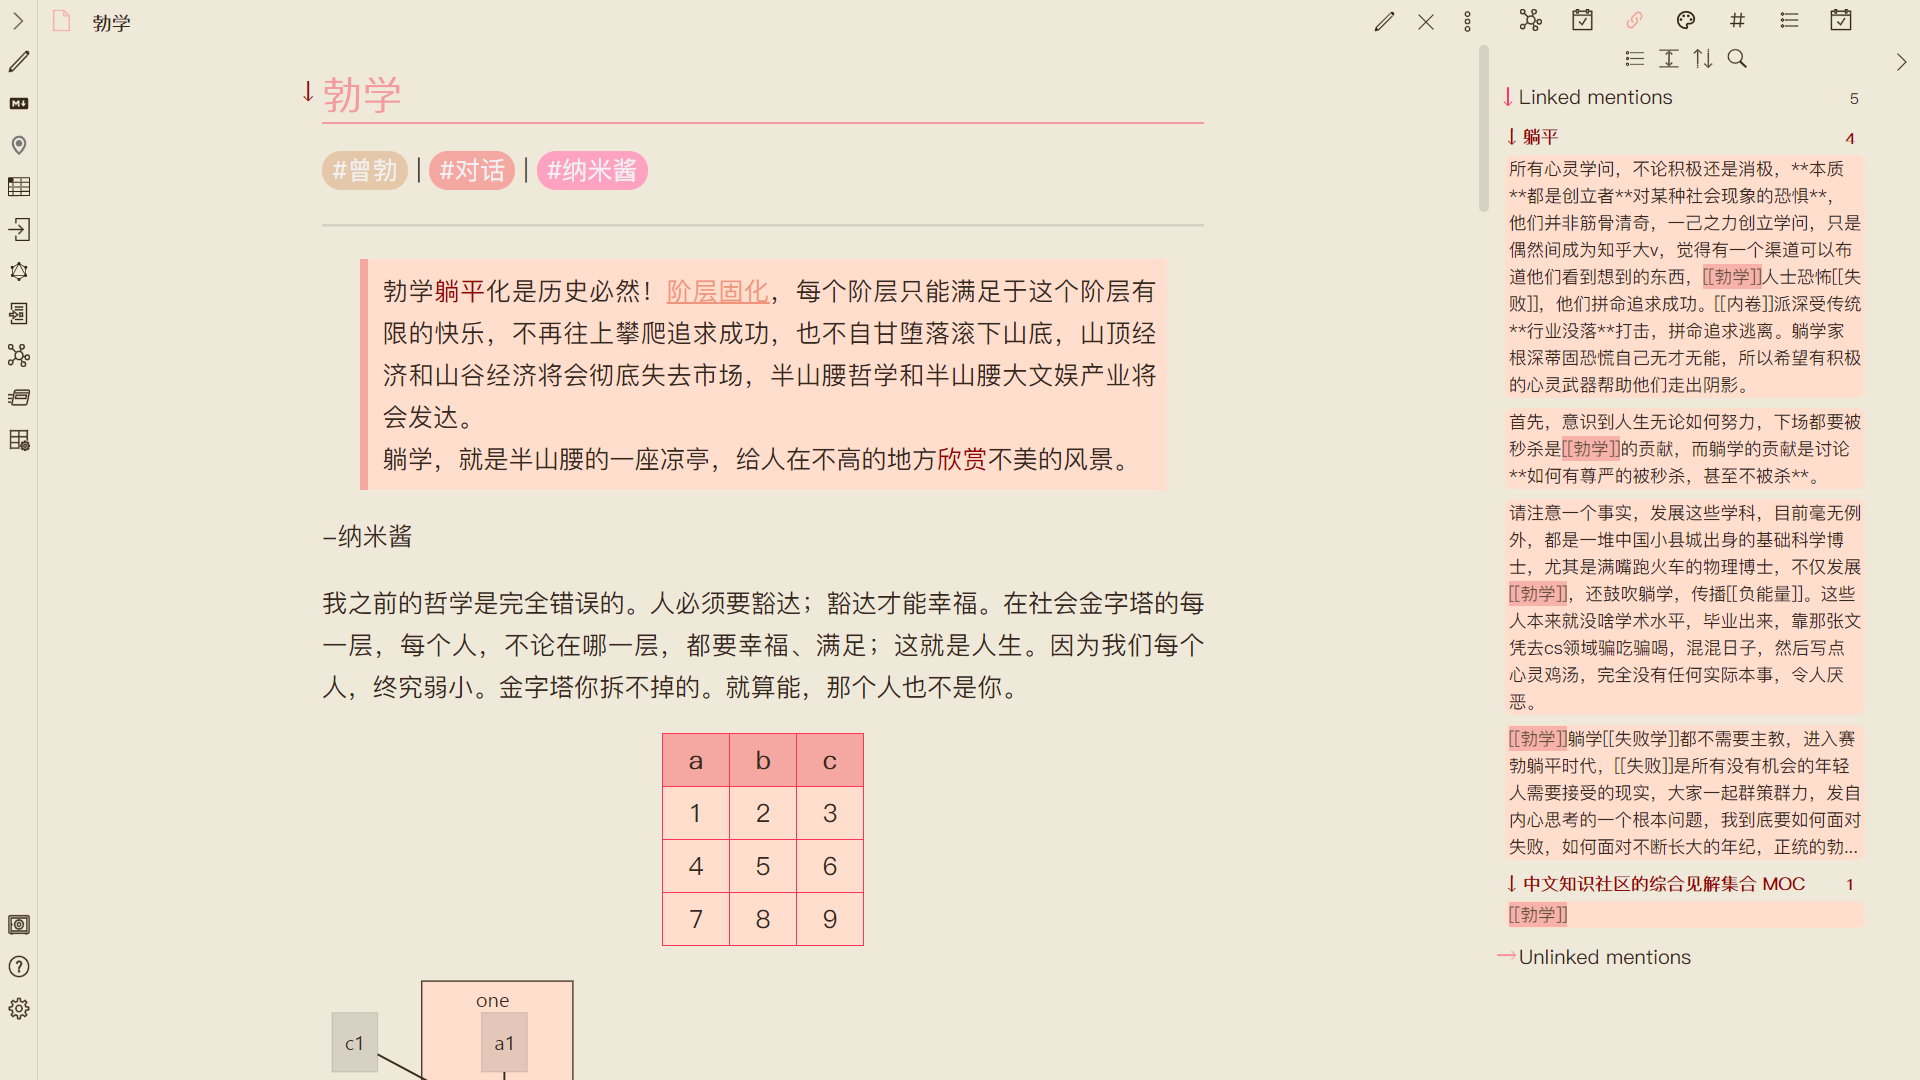 勃学
勃学
#曾勃 | #对话 | #纳米酱
勃学躺平化是历史必然！阶层固化，每个阶层只能满足于这个阶层有
限的快乐，不再往上攀爬追求成功，也不自甘堕落滚下山底，山顶经
济和山谷经济将会彻底失去市场，半山腰哲学和半山腰大文娱产业将
会发达。
躺学，就是半山腰的一座凉亭，给人在不高的地方欣赏不美的风景。
–纳米酱
我之前的哲学是完全错误的。人必须要豁达；豁达才能幸福。在社会金字塔的每
一层，每个人，不论在哪一层，都要幸福、满足；这就是人生。因为我们每个
人，终究弱小。金字塔你拆不掉的。就算能，那个人也不是你。
a b c
1 2 3
4 5 6
7 8 9
one
c1
a1
Linked mentions 5
躺平 4
所有心灵学问，不论积极还是消极，**本质
**都是创立者**对某种社会现象的恐惧**，
他们并非筋骨清奇，一己之力创立学问，只是
偶然间成为知乎大v，觉得有一个渠道可以布
道他们看到想到的东西，[[勃学]]人士恐怖[[失
败]]，他们拼命追求成功。[[内卷]]派深受传统
**行业没落**打击，拼命追求逃离。躺学家
根深蒂固恐慌自己无才无能，所以希望有积极
的心灵武器帮助他们走出阴影。
首先，意识到人生无论如何努力，下场都要被
秒杀是[[勃学]]的贡献，而躺学的贡献是讨论
**如何有尊严的被秒杀，甚至不被杀**。
请注意一个事实，发展这些学科，目前毫无例
外，都是一堆中国小县城出身的基础科学博
士，尤其是满嘴跑火车的物理博士，不仅发展
[[勃学]]，还鼓吹躺学，传播[[负能量]]。这些
人本来就没啥学术水平，毕业出来，靠那张文
凭去cs领域骗吃骗喝，混混日子，然后写点
心灵鸡汤，完全没有任何实际本事，令人厌
恶。
[[勃学]]躺学[[失败学]]都不需要主教，进入赛
勃躺平时代，[[失败]]是所有没有机会的年轻
人需要接受的现实，大家一起群策群力，发自
内心思考的一个根本问题，我到底要如何面对
失败，如何面对不断长大的年纪，正统的勃...
中文知识社区的综合见解集合 MOC 1
[[勃学]]
Unlinked mentions